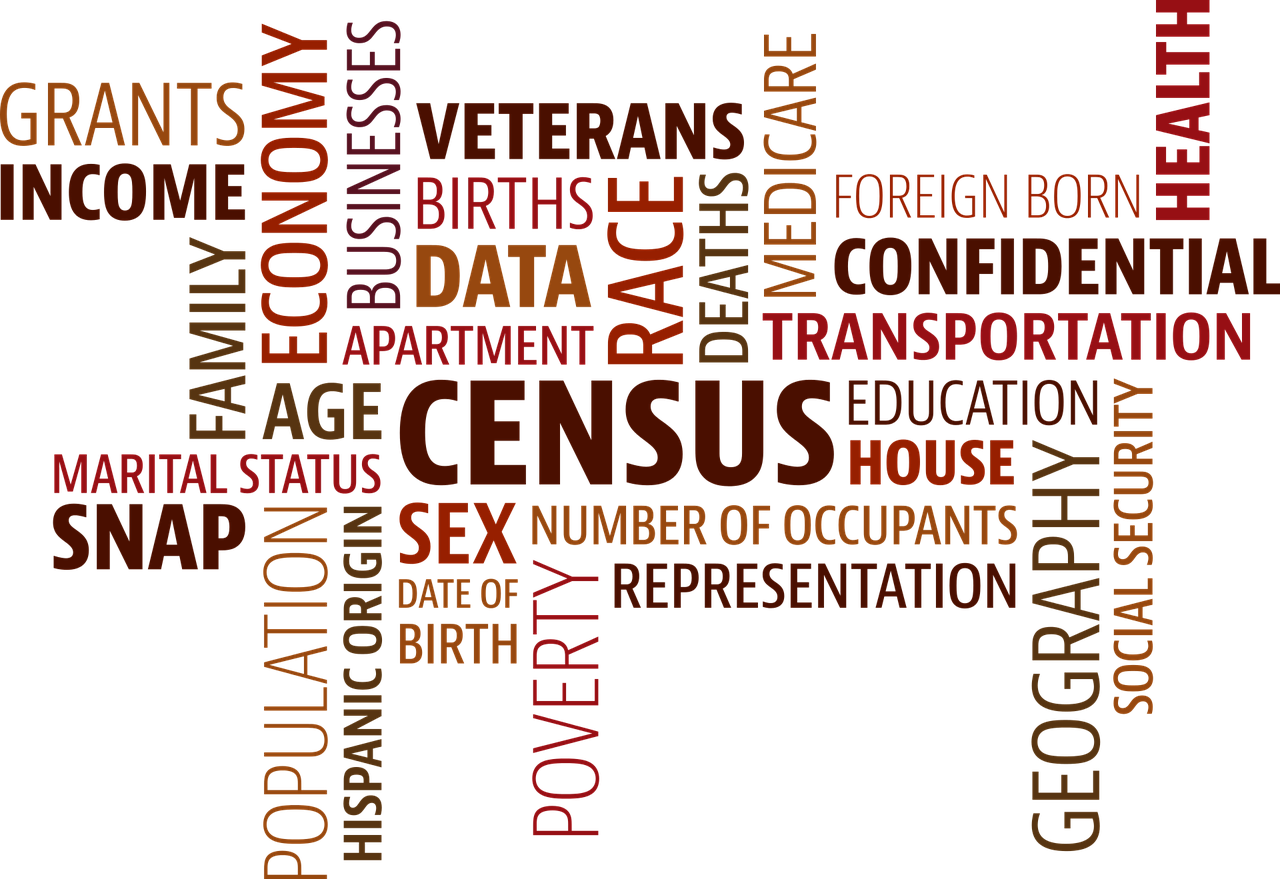 GRANTS
INCOME
FAMILY
ECONOMY
BUSINESSES
VETERANS
BIRTHS
DATA
APARTMENT
RACE
DEATHS
MEDICARE
FOREIGN BORN
HEALTH
CONFIDENTIAL
TRANSPORTATION
AGE
CENSUS
EDUCATION
HOUSE
MARITAL STATUS
SNAP
POPULATION
HISPANIC ORIGIN
SEX
DATE OF
BIRTH
NUMBER OF OCCUPANTS
POVERTY
REPRESENTATION
GEOGRAPHY
SOCIAL SECURITY